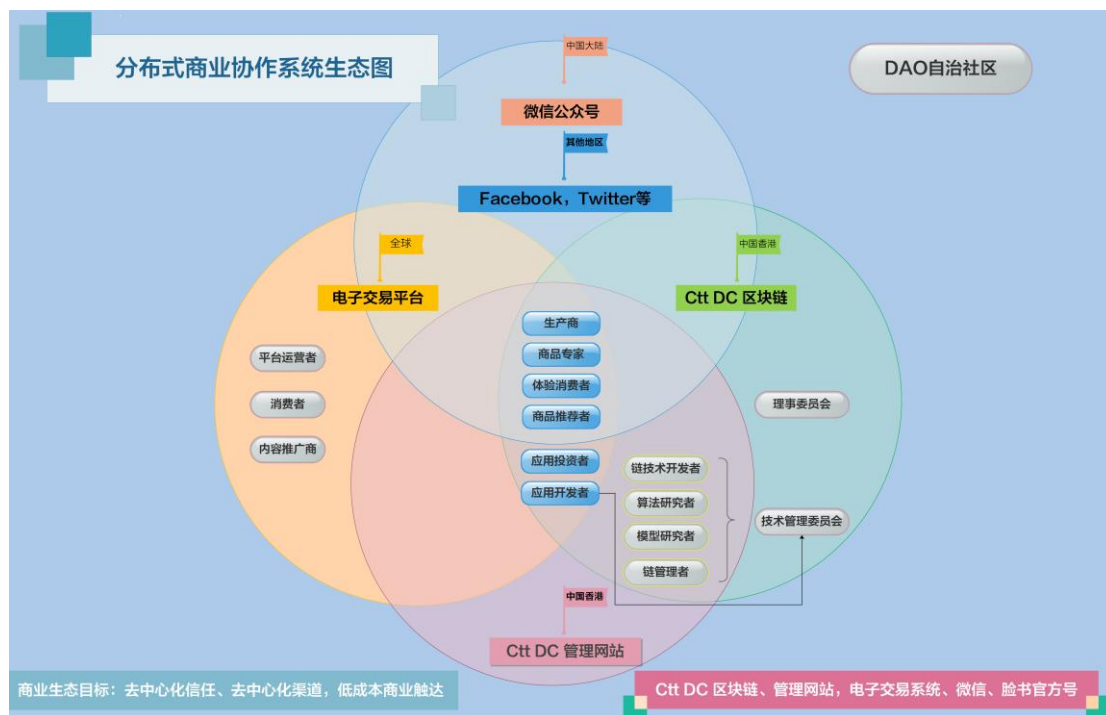 分布式商业协作系统生态图
DAO自治社区
中国大陆
微信公众号
其他地区
Facebook，Twitter等
全球
电子交易平台
中国香港
Ctt DC 区块链
生产商
商品专家
体验消费者
商品推荐者
平台运营者
消费者
内容推广商
理事委员会
应用投资者
应用开发者
链技术开发者
算法研究者
模型研究者
链管理者
技术管理委员会
中国香港
Ctt DC 管理网站
商业生态目标：去中心化信任、去中心化渠道，低成本商业触达
Ctt DC 区块链、管理网站，电子交易系统、微信、脸书官方号